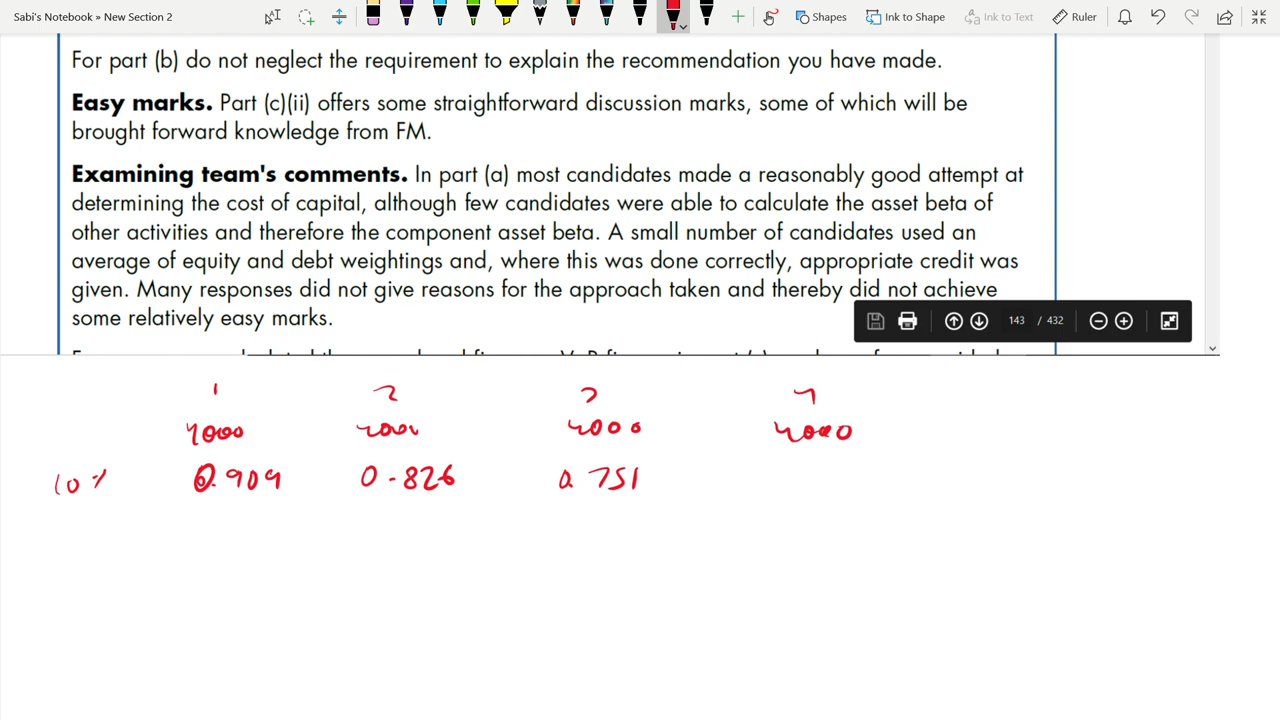 Sabi's Notebook » New Section 2
Shapes
Ink to Shape
Ink to Text
Ruler
For part (b) do not neglect the requirement to explain the recommendation you have made.
Easy marks. Part (c)(ii) offers some straightforward discussion marks, some of which will be
brought forward knowledge from FM.
Examining team's comments. In part (a) most candidates made a reasonably good attempt at
determining the cost of capital, although few candidates were able to calculate the asset beta of
other activities and therefore the component asset beta. A small number of candidates used an
average of equity and debt weightings and, where this was done correctly, appropriate credit was
given. Many responses did not give reasons for the approach taken and thereby did not achieve
some relatively easy marks.
143 / 432
1 2 3 4
4000 4000 4000 4000
10% 0.909 0.826 0.751